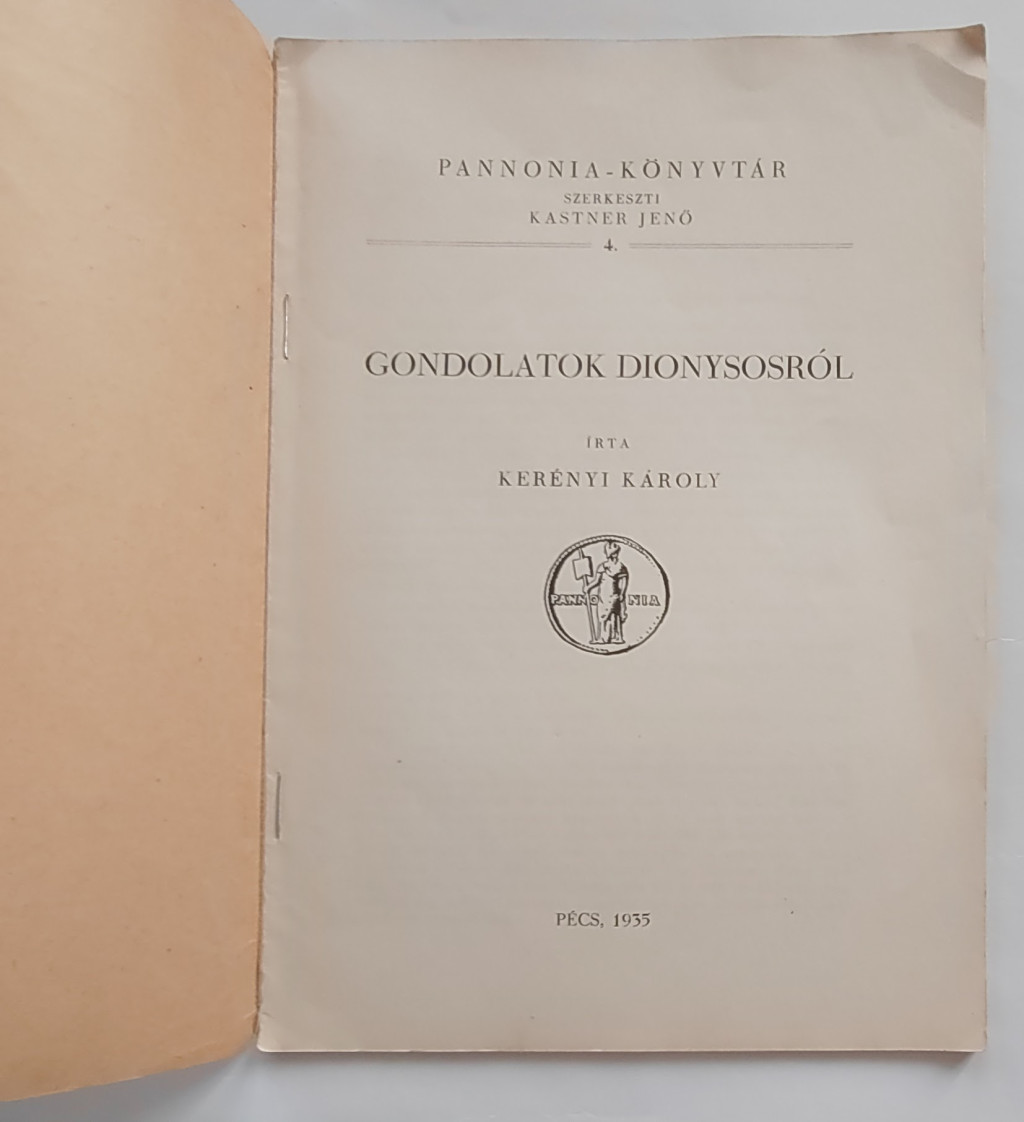 PANNONIA-KÖNYVTÁR
SZERKESZTI
KASTNER JENŐ
4.
GONDOLATOK DIONYSOSRÓL
ÍRTA
KERÉNYI KÁROLY
PANNONIA
PÉCS, 1935